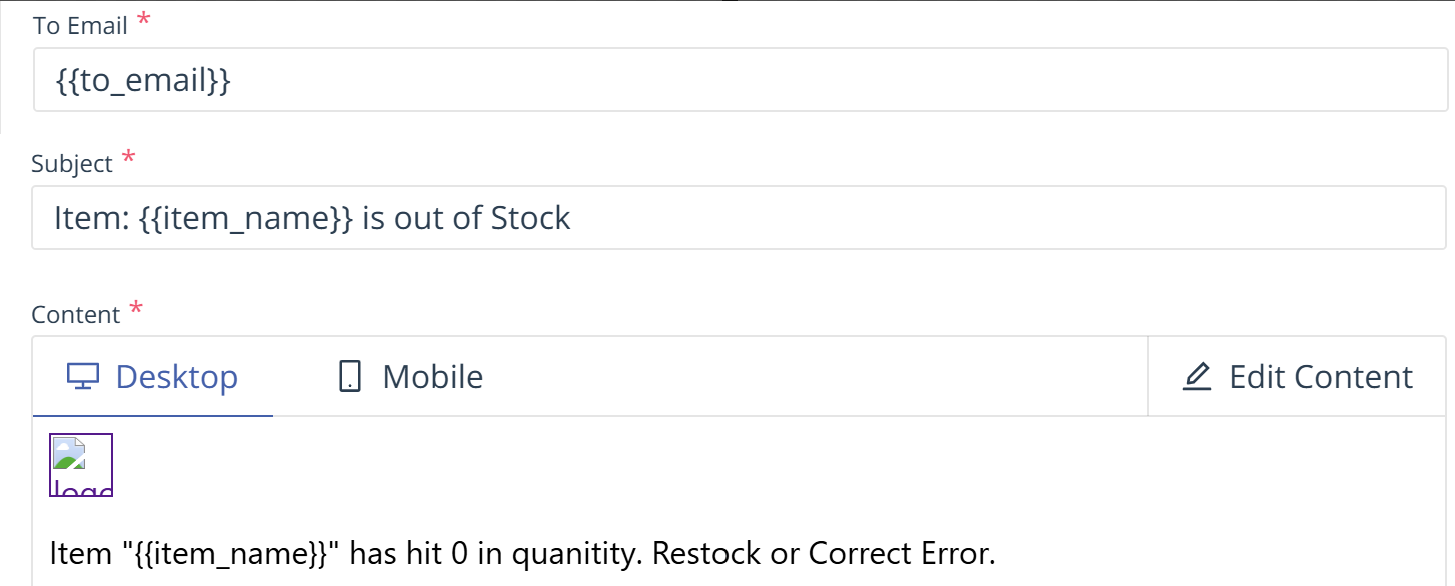 To Email *
{{to_email}}
Subject *
Item: {{item_name}} is out of Stock
Content *
Desktop Mobile Edit Content
logo
Item "{{item_name}}" has hit 0 in quanitity. Restock or Correct Error.